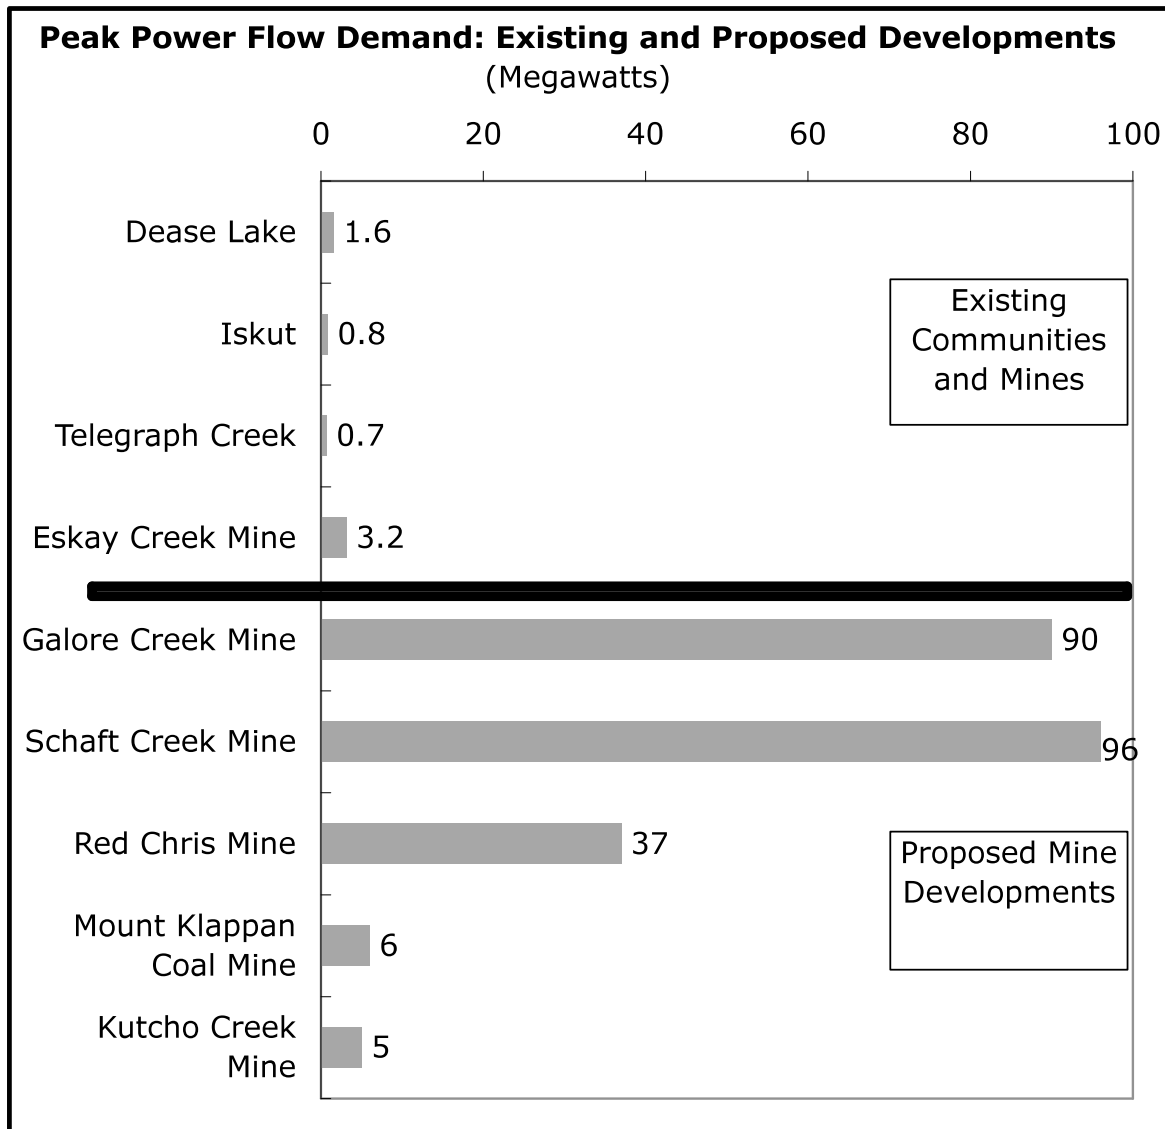 Peak Power Flow Demand: Existing and Proposed Developments
(Megawatts)
0 20 40 60 80 100
Dease Lake 1.6
Iskut 0.8
Telegraph Creek 0.7
Eskay Creek Mine 3.2
Existing
Communities
and Mines
Galore Creek Mine 90
Schaft Creek Mine 96
Red Chris Mine 37
Mount Klappan
Coal Mine 6
Kutcho Creek
Mine 5
Proposed Mine
Developments